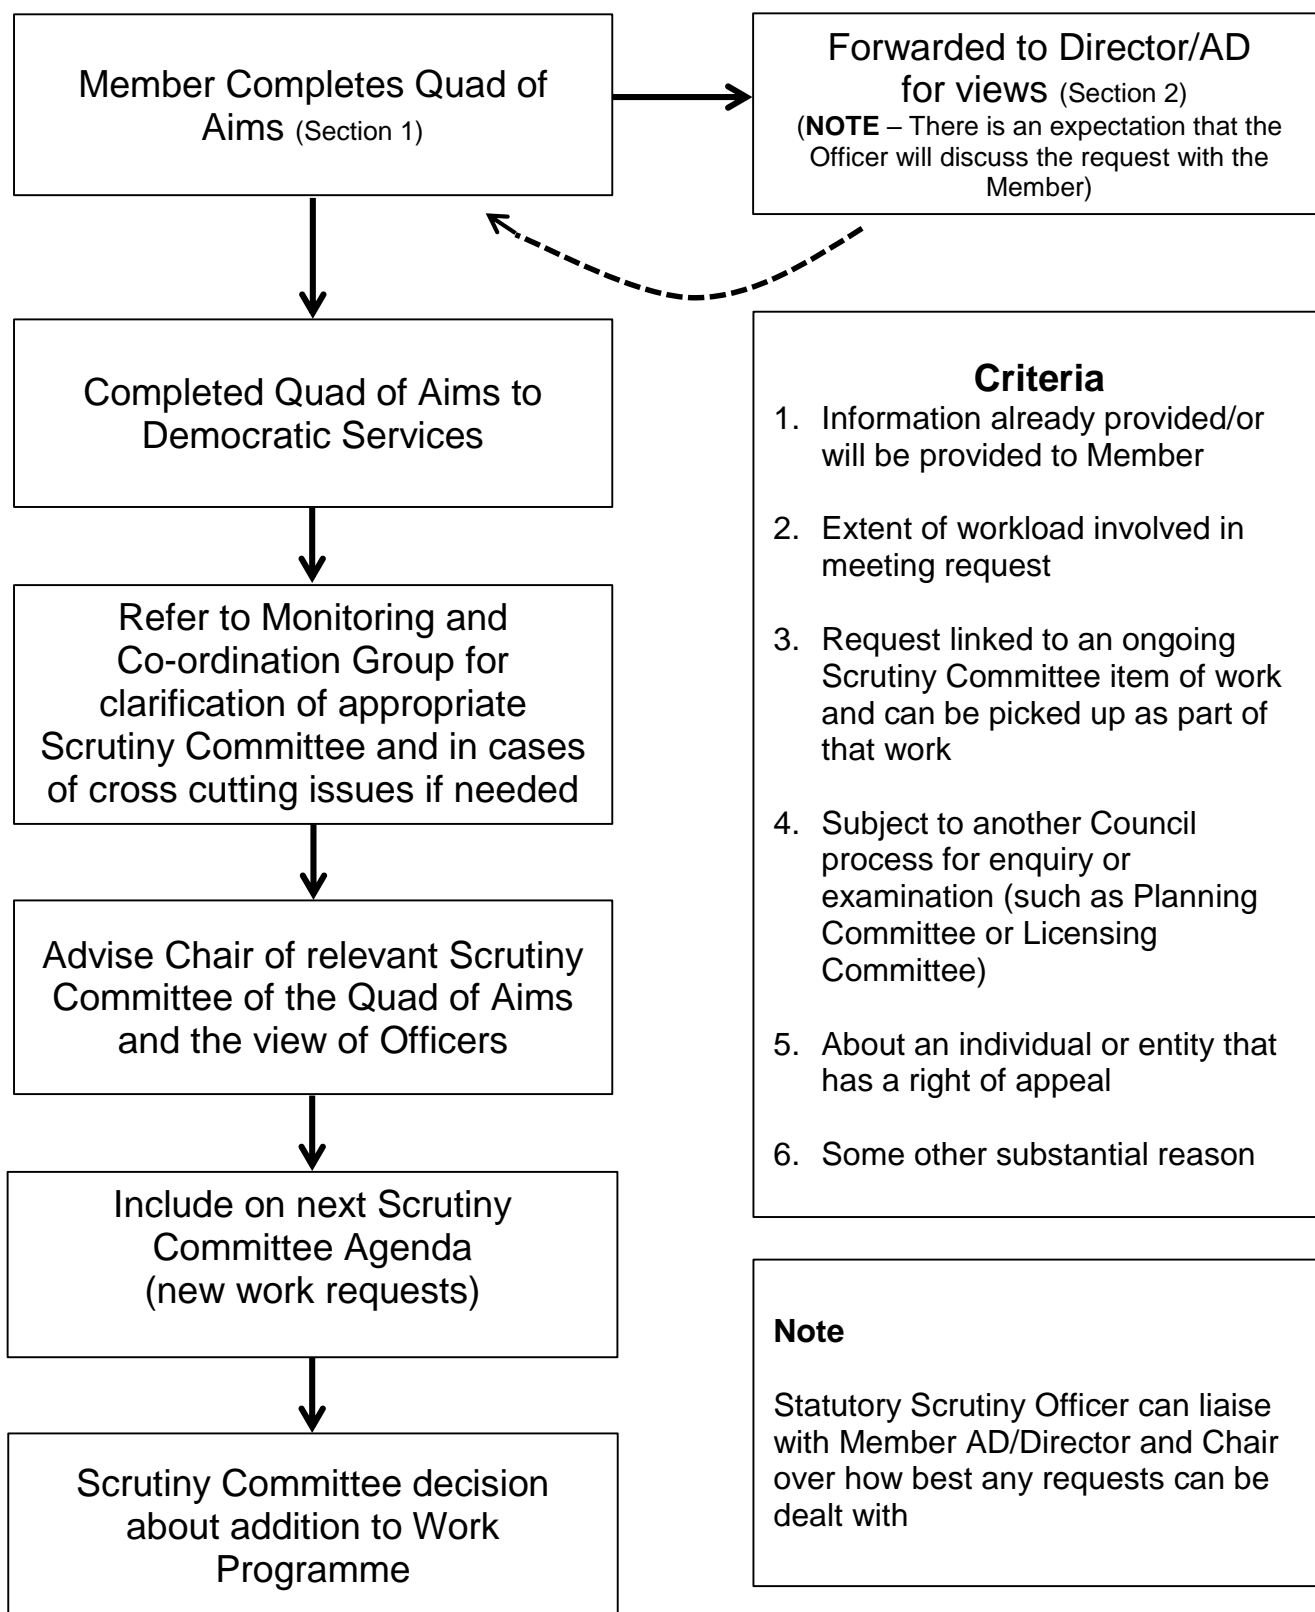 Member Completes Quad of
Aims (Section 1)
Forwarded to Director/AD
for views (Section 2)
(NOTE – There is an expectation that the
Officer will discuss the request with the
Member)
Completed Quad of Aims to
Democratic Services
Refer to Monitoring and
Co-ordination Group for
clarification of appropriate
Scrutiny Committee and in cases
of cross cutting issues if needed
Advise Chair of relevant Scrutiny
Committee of the Quad of Aims
and the view of Officers
Include on next Scrutiny
Committee Agenda
(new work requests)
Scrutiny Committee decision
about addition to Work
Programme
Criteria
1. Information already provided/or
will be provided to Member
2. Extent of workload involved in
meeting request
3. Request linked to an ongoing
Scrutiny Committee item of work
and can be picked up as part of
that work
4. Subject to another Council
process for enquiry or
examination (such as Planning
Committee or Licensing
Committee)
5. About an individual or entity that
has a right of appeal
6. Some other substantial reason
Note
Statutory Scrutiny Officer can liaise
with Member AD/Director and Chair
over how best any requests can be
dealt with